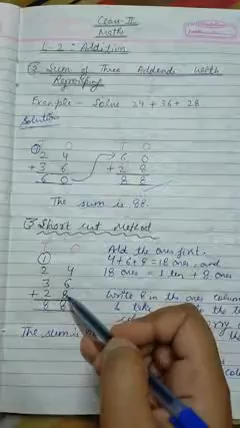 Class-III
Maths
L-2: Addition
Q Sum of Three Addends with
Regrouping
Example - Solve 24 + 36 + 28
Solution
T O T O
① 2 4 6 0
+ 3 6 + 2 8
6 0 8 8
The sum is 88.
Short cut method
T O
① Add the ones first.
2 4 4+6+8 = 18 ones, and
3 6 18 ones = 1 ten + 8 ones
+ 2 8 Write 8 in the ones column
8 8 & take
The sum is